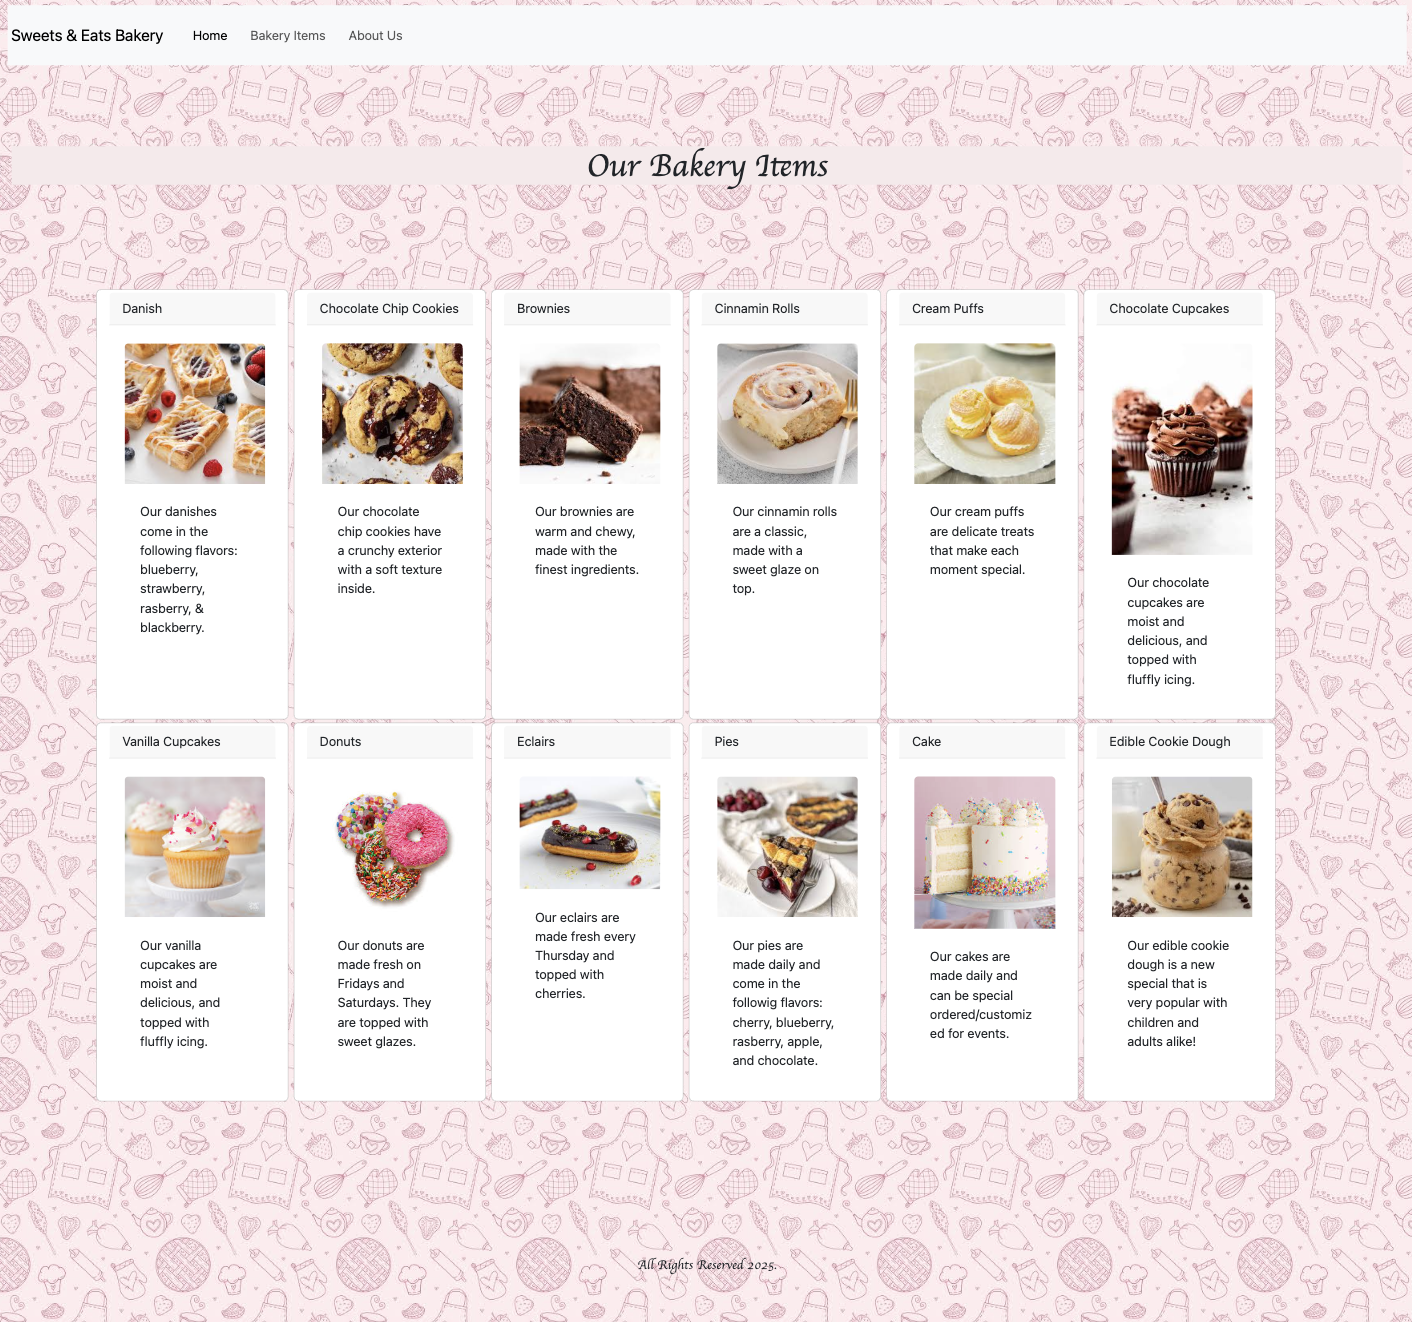 Sweets & Eats Bakery Home Bakery Items About Us
Our Bakery Items
Danish
Our danishes
come in the
following flavors:
blueberry,
strawberry,
rasberry, &
blackberry.
Chocolate Chip Cookies
Our chocolate
chip cookies have
a crunchy exterior
with a soft texture
inside.
Brownies
Our brownies are
warm and chewy,
made with the
finest ingredients.
Cinnamin Rolls
Our cinnamin rolls
are a classic,
made with a
sweet glaze on
top.
Cream Puffs
Our cream puffs
are delicate treats
that make each
moment special.
Chocolate Cupcakes
Our chocolate
cupcakes are
moist and
delicious, and
topped with
fluffly icing.
Vanilla Cupcakes
Our vanilla
cupcakes are
moist and
delicious, and
topped with
fluffly icing.
Donuts
Our donuts are
made fresh on
Fridays and
Saturdays. They
are topped with
sweet glazes.
Eclairs
Our eclairs are
made fresh every
Thursday and
topped with
cherries.
Pies
Our pies are
made daily and
come in the
followig flavors:
cherry, blueberry,
rasberry, apple,
and chocolate.
Cake
Our cakes are
made daily and
can be special
ordered/customiz
ed for events.
Edible Cookie Dough
Our edible cookie
dough is a new
special that is
very popular with
children and
adults alike!
All Rights Reserved 2025.